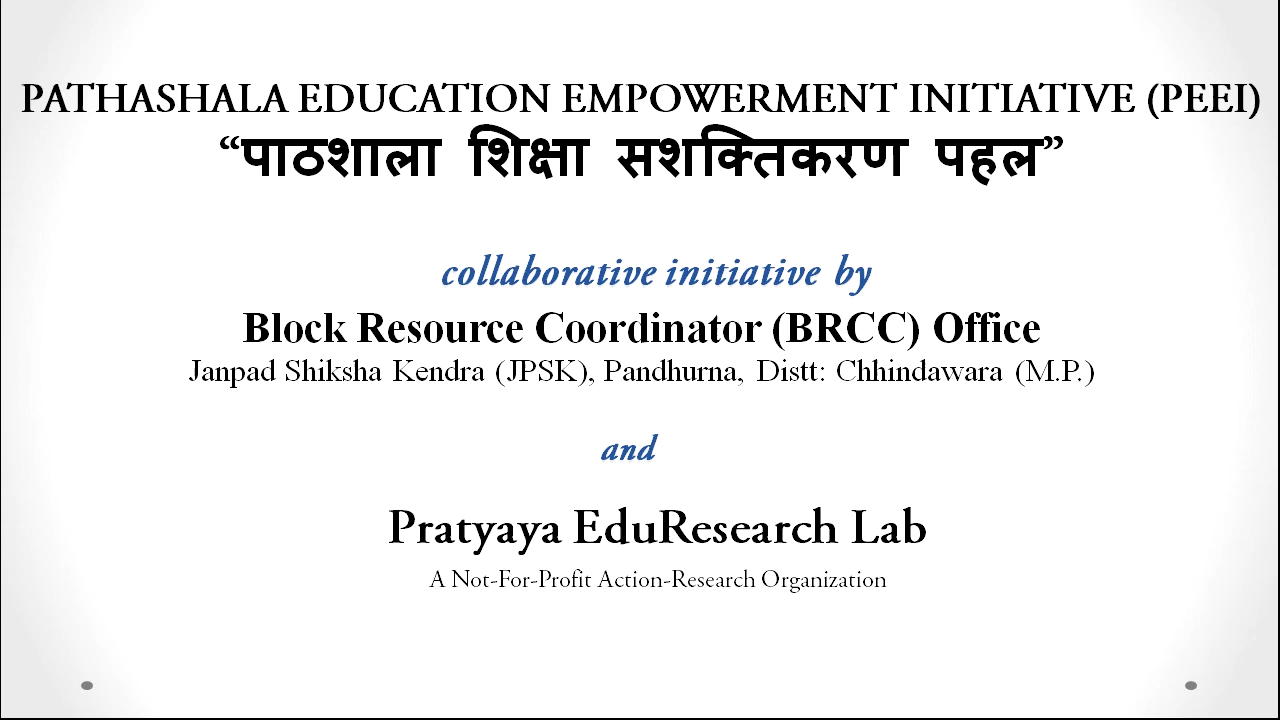 PATHASHALA EDUCATION EMPOWERMENT INITIATIVE (PEEI)
“पाठशाला शिक्षा सशक्तिकरण पहल”
collaborative initiative by
Block Resource Coordinator (BRCC) Office
Janpad Shiksha Kendra (JPSK), Pandhurna, Distt: Chhindawara (M.P.)
and
Pratyaya EduResearch Lab
A Not-For-Profit Action-Research Organization